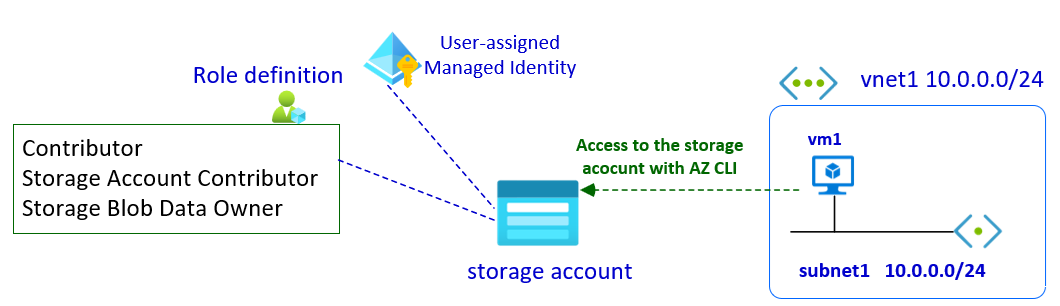 User-assigned
Managed Identity
Role definition
vnet1 10.0.0.0/24
Contributor
Storage Account Contributor
Storage Blob Data Owner
Access to the storage
acocunt with AZ CLI
vm1
storage account
subnet1 10.0.0.0/24